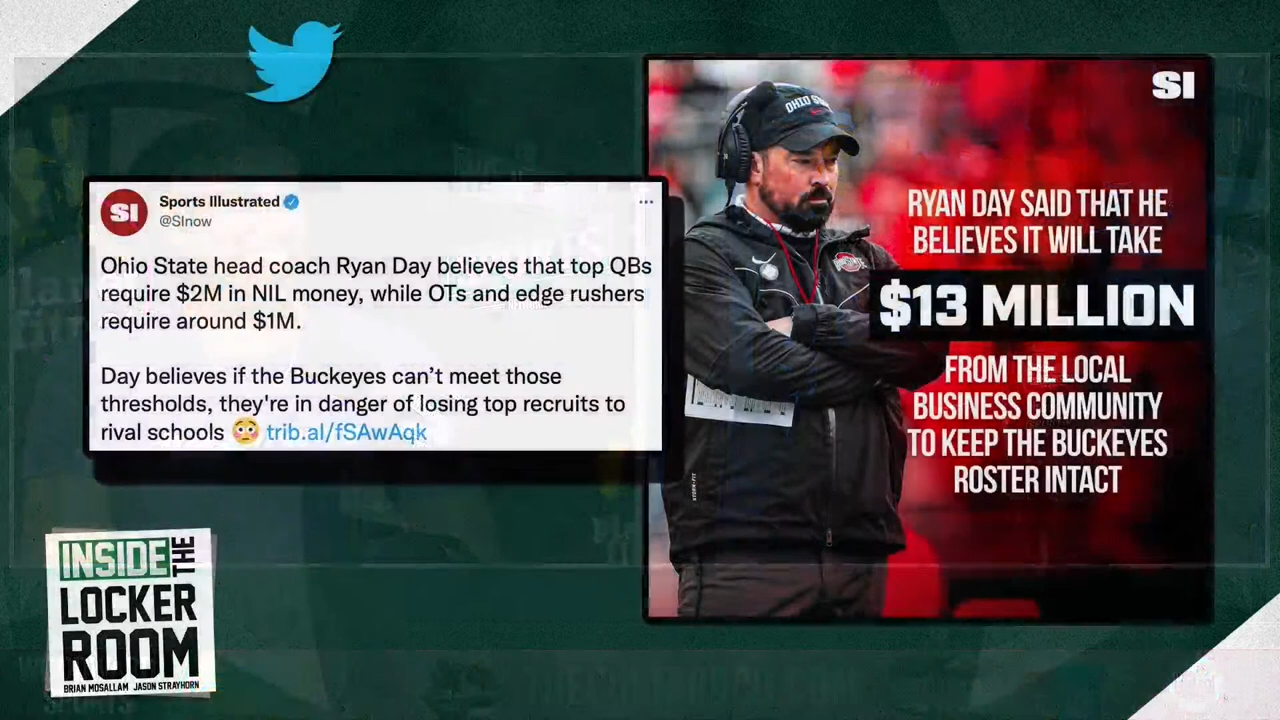 Sports Illustrated
@SInow
Ohio State head coach Ryan Day believes that top QBs
require $2M in NIL money, while OTs and edge rushers
require around $1M.
Day believes if the Buckeyes can’t meet those
thresholds, they're in danger of losing top recruits to
rival schools 😳 trib.al/fSAwAqk
SI
SI
OHIO STATE
RYAN DAY SAID THAT HE
BELIEVES IT WILL TAKE
$13 MILLION
FROM THE LOCAL
BUSINESS COMMUNITY
TO KEEP THE BUCKEYES
ROSTER INTACT
INSIDE THE
LOCKER
ROOM
BRIAN MOSALLAM JASON STRAYHORN